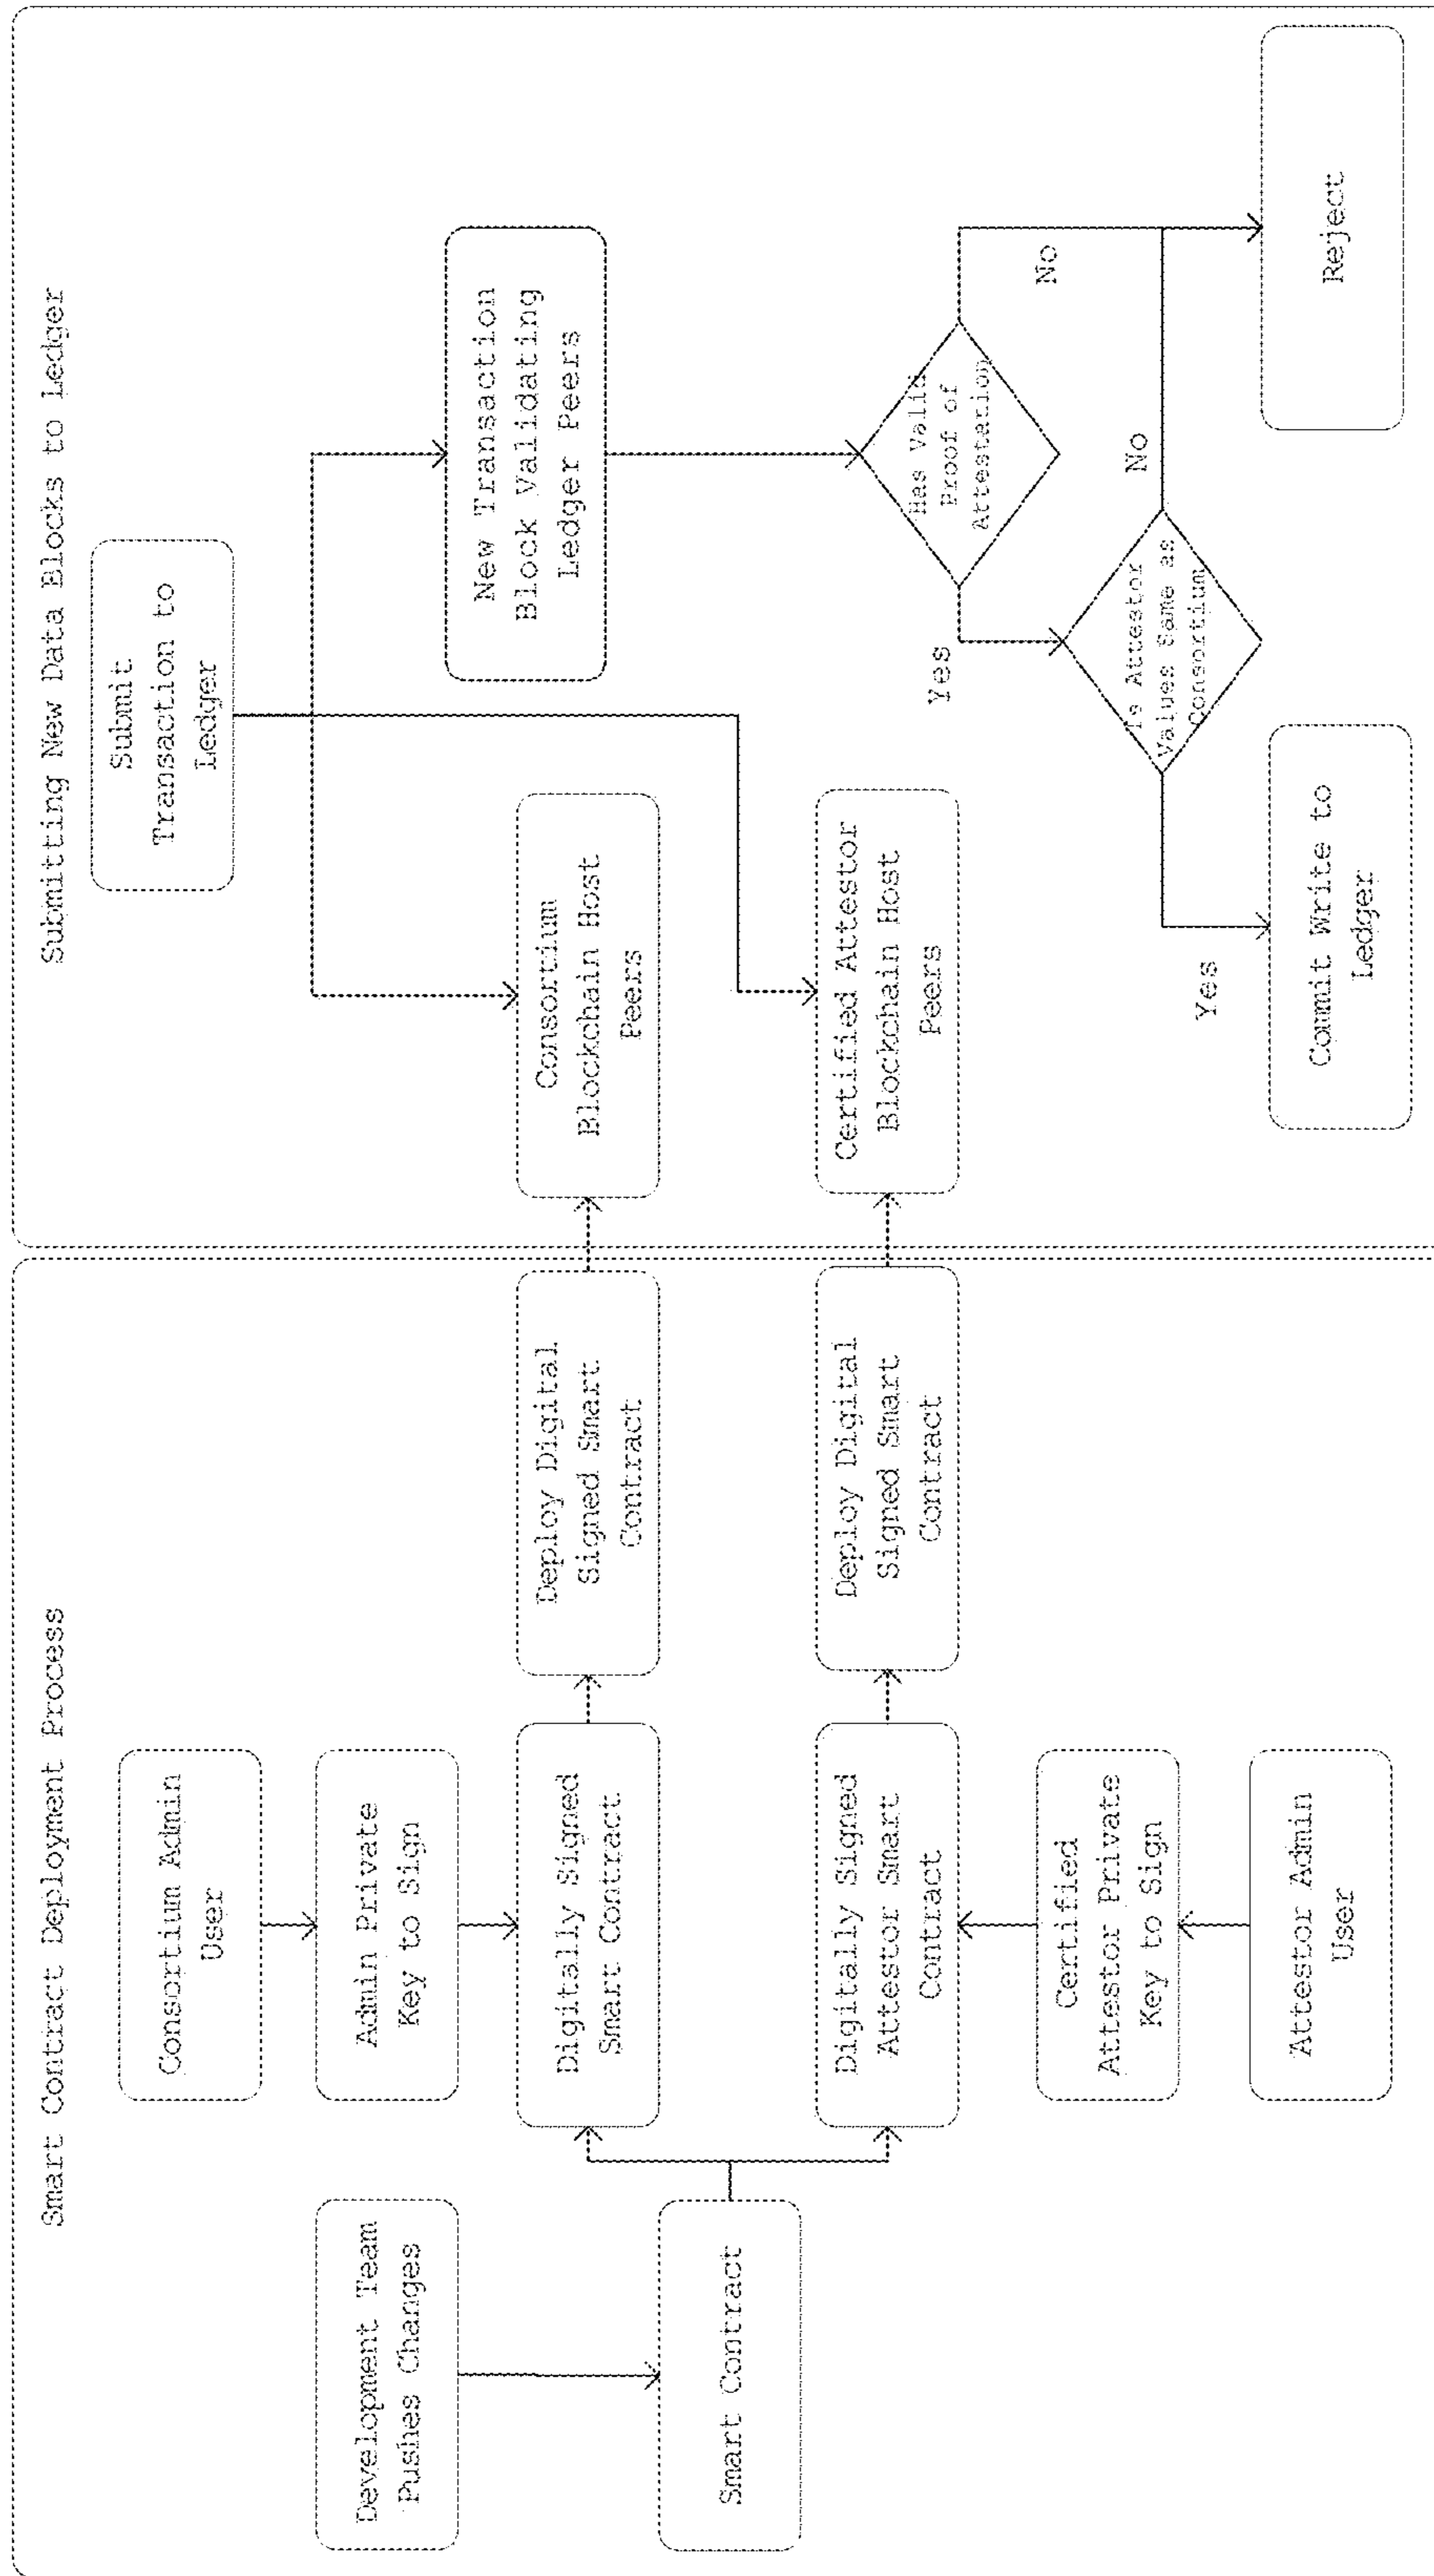 Smart Contract Deployment Process
Development Team
Pushes Changes
Smart Contract
Consortium Admin
User
Admin Private
Key to Sign
Digitally Signed
Smart Contract
Digitally Signed
Attestor Smart
Contract
Certified
Attestor Private
Key to Sign
Attestor Admin
User
Deploy Digital
Signed Smart
Contract
Deploy Digital
Signed Smart
Contract
Submitting New Data Blocks to Ledger
Submit
Transaction to
Ledger
Consortium
Blockchain Host
Peers
Certified Attestor
Blockchain Host
Peers
New Transaction
Block Validating
Ledger Peers
Has Valid
Proof of
Attestation
Yes
No
Is Attestor
Values Same as
Consortium
Yes
No
Commit Write to
Ledger
Reject